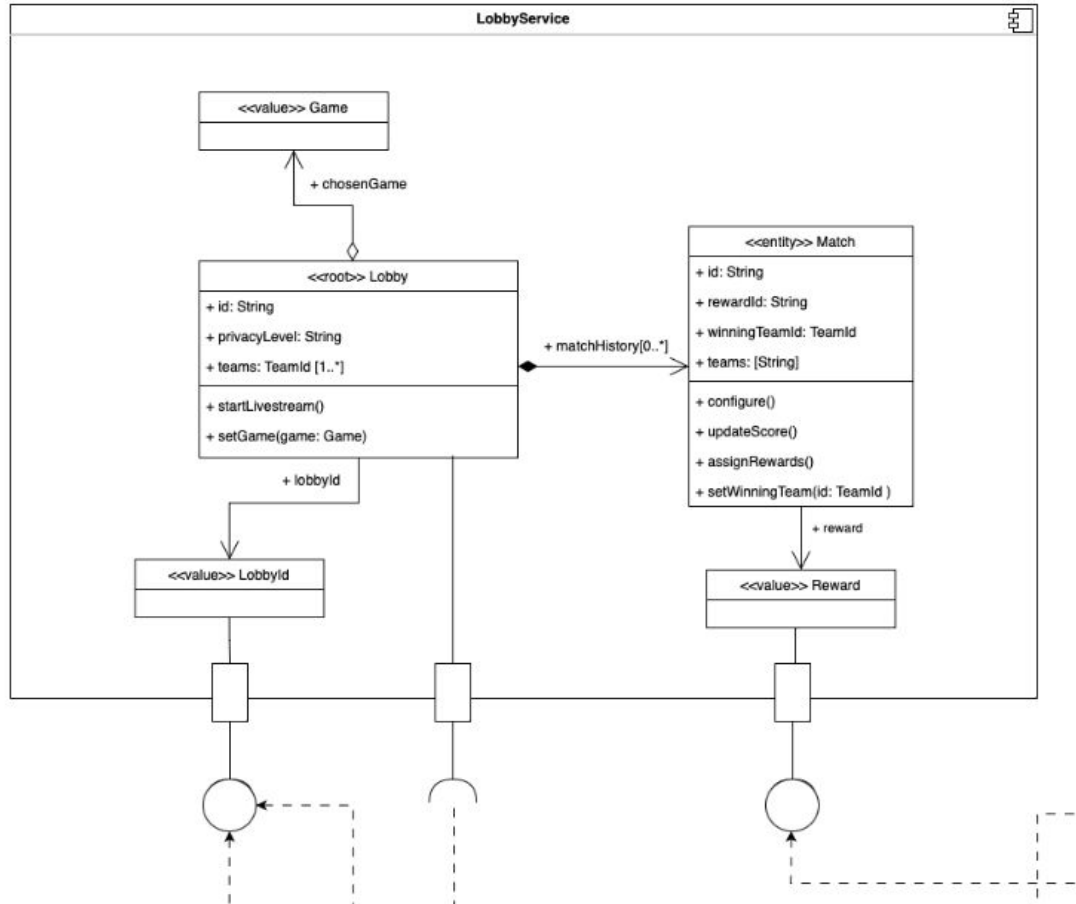 LobbyService
<<value>> Game
+ chosenGame
<<root>> Lobby
+ id: String
+ privacyLevel: String
+ teams: TeamId [1..*]
+ startLivestream()
+ setGame(game: Game)
+ matchHistory[0..*]
<<entity>> Match
+ id: String
+ rewardId: String
+ winningTeamId: TeamId
+ teams: [String]
+ configure()
+ updateScore()
+ assignRewards()
+ setWinningTeam(id: TeamId )
+ lobbyId
+ reward
<<value>> LobbyId
<<value>> Reward